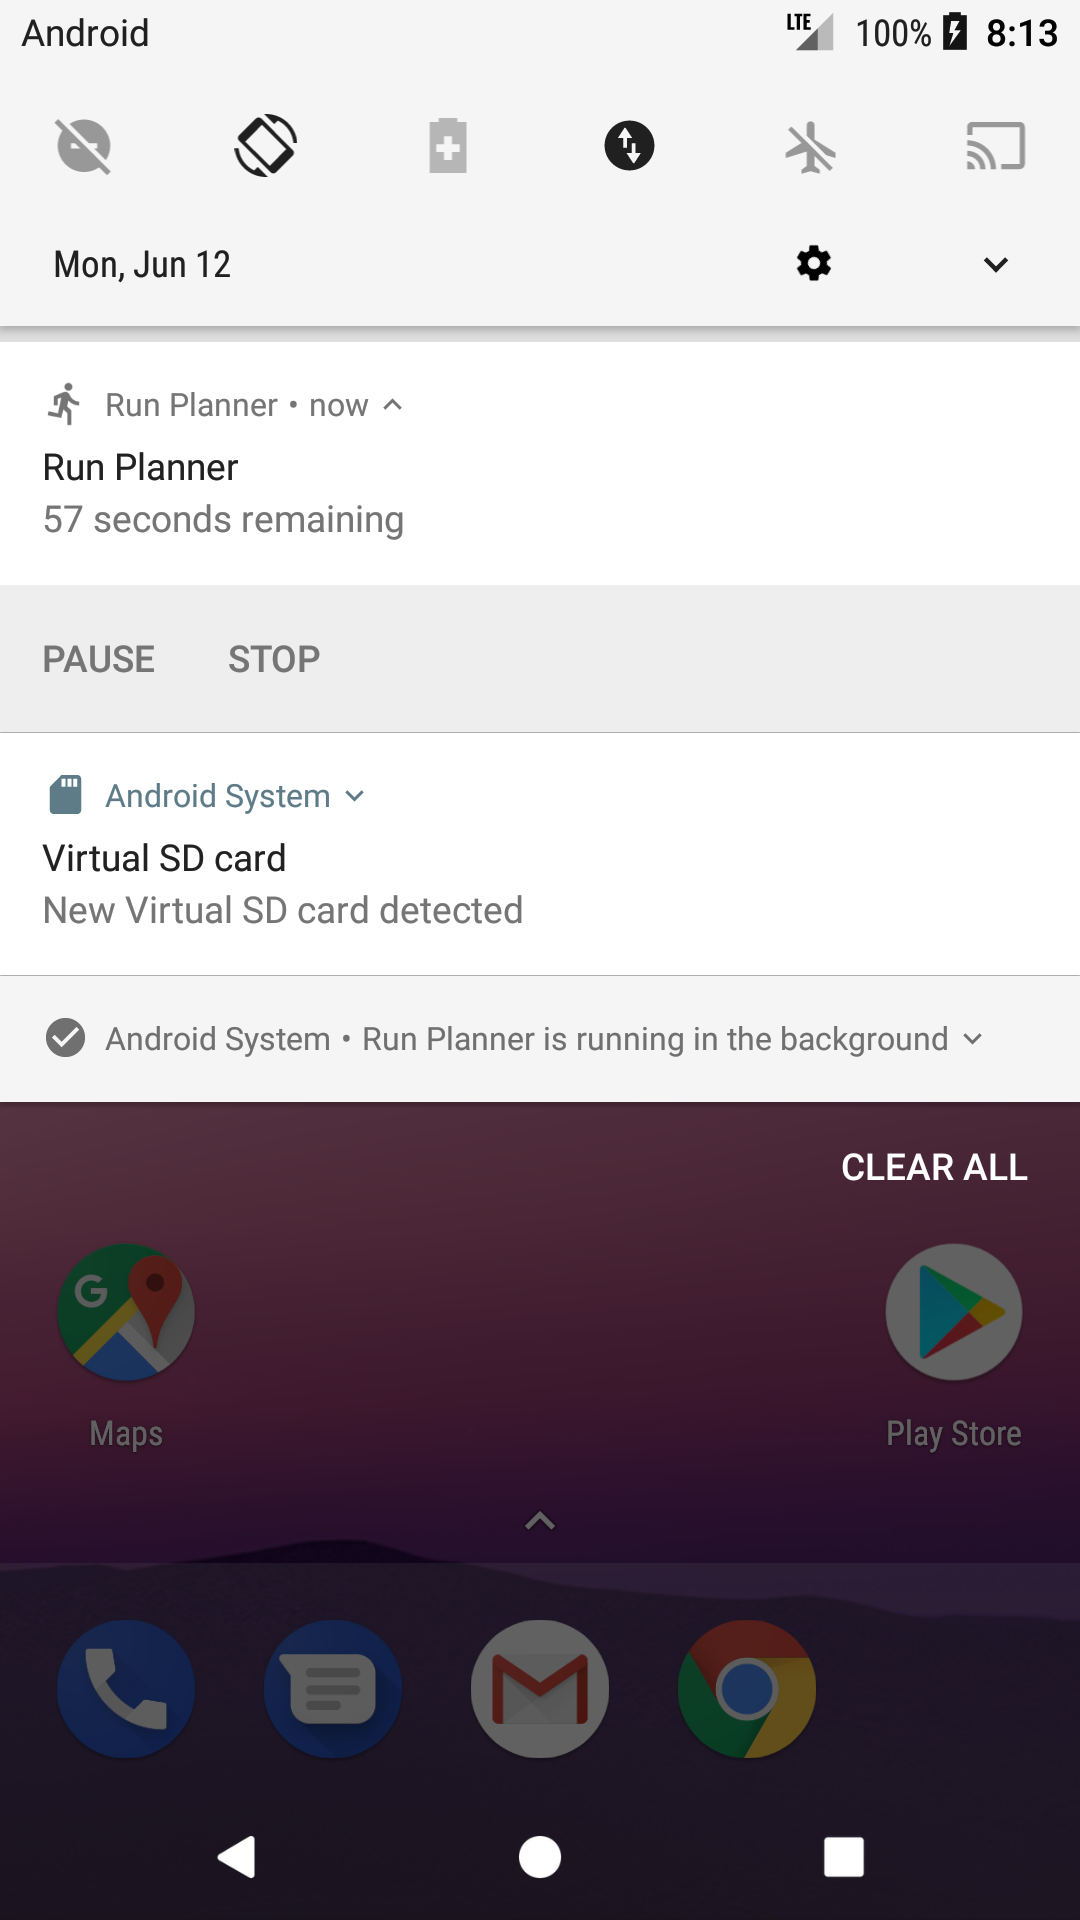 Android LTE 100% 8:13
Mon, Jun 12
Run Planner • now
Run Planner
57 seconds remaining
PAUSE STOP
Android System
Virtual SD card
New Virtual SD card detected
Android System • Run Planner is running in the background
CLEAR ALL
G
Maps Play Store